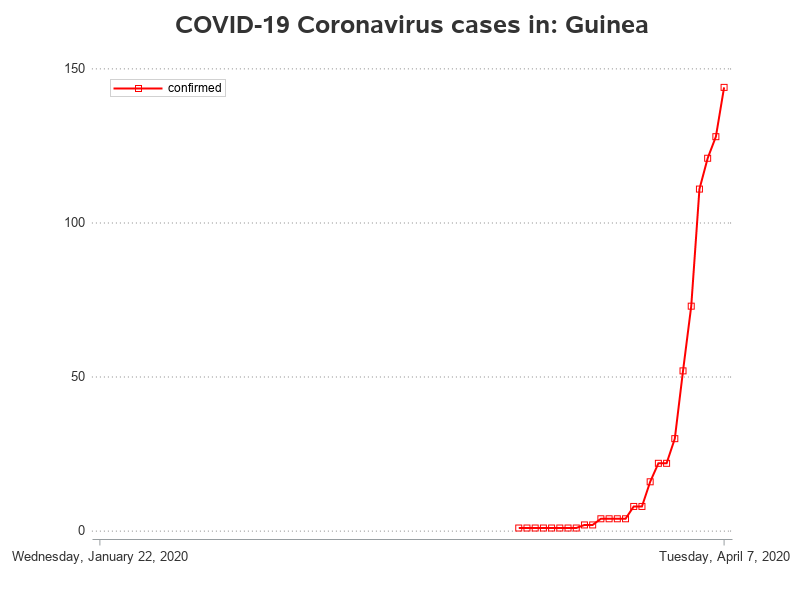 COVID-19 Coronavirus cases in: Guinea
150
confirmed
100
50
0
Wednesday, January 22, 2020
Tuesday, April 7, 2020